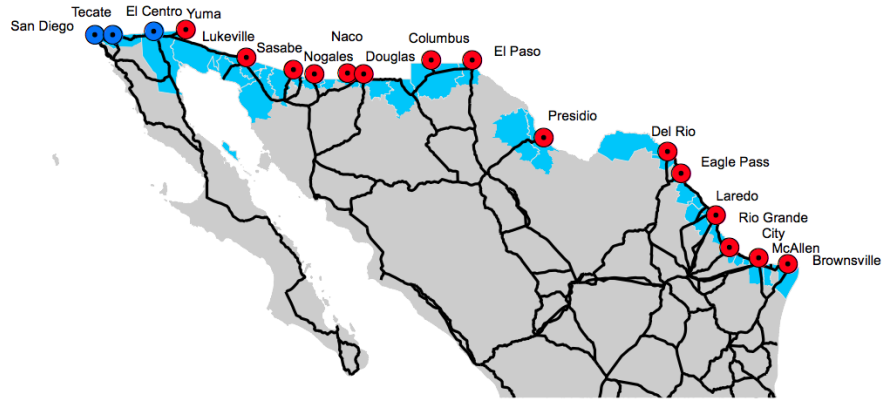 Tecate
El Centro
Yuma
San Diego
Lukeville
Sasabe
Nogales
Naco
Douglas
Columbus
El Paso
Presidio
Del Rio
Eagle Pass
Laredo
Rio Grande
City
McAllen
Brownsville